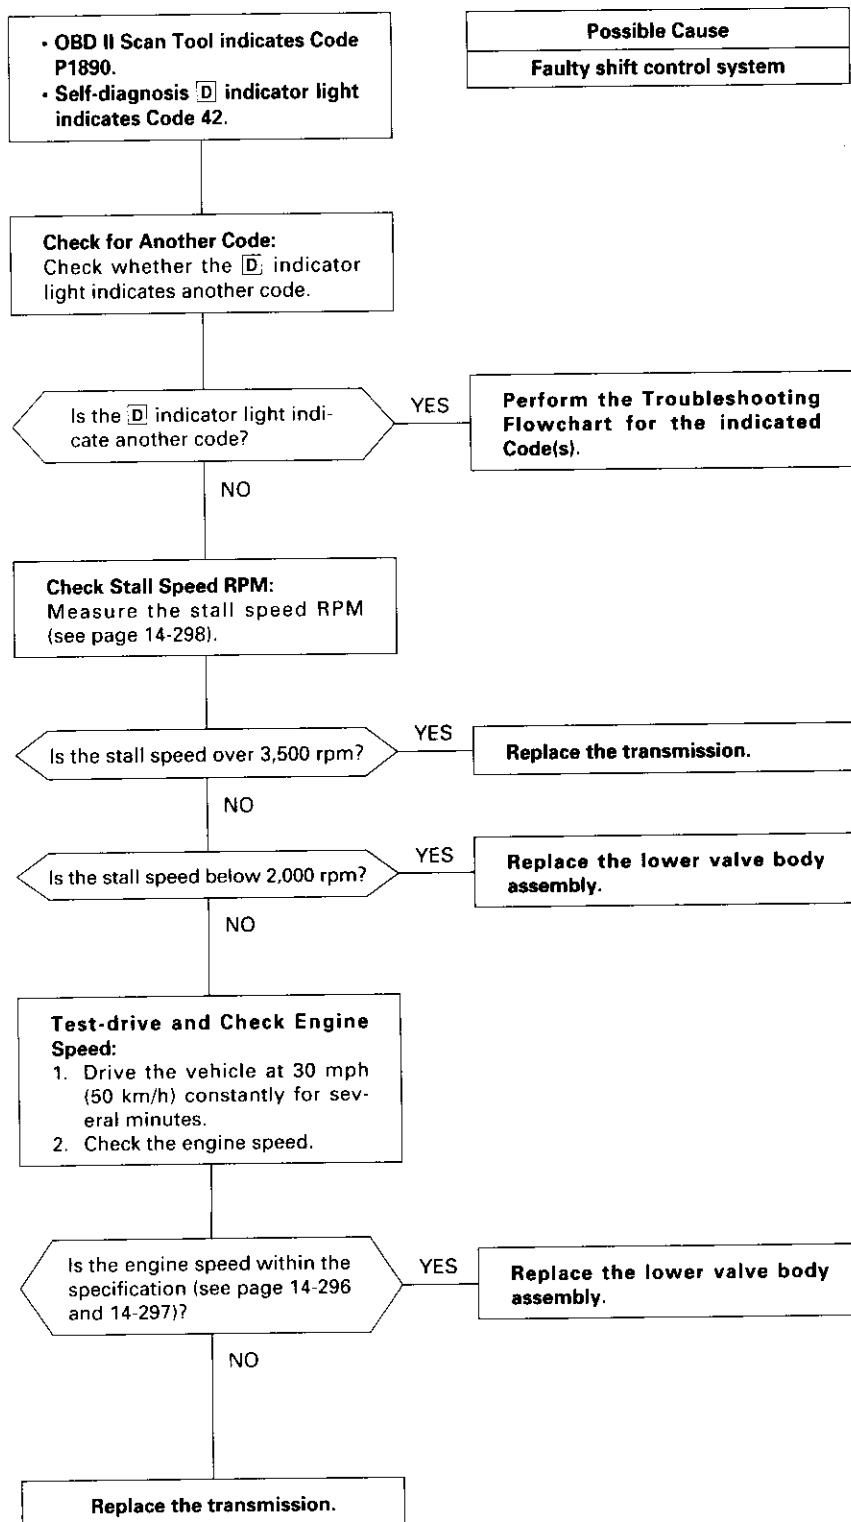 • OBD II Scan Tool indicates Code
P1890.
• Self-diagnosis D indicator light
indicates Code 42.
Possible Cause
Faulty shift control system
Check for Another Code:
Check whether the D indicator
light indicates another code.
Is the D indicator light indi-
cate another code?
YES
Perform the Troubleshooting
Flowchart for the indicated
Code(s).
NO
Check Stall Speed RPM:
Measure the stall speed RPM
(see page 14-298).
Is the stall speed over 3,500 rpm?
YES
Replace the transmission.
NO
Is the stall speed below 2,000 rpm?
YES
Replace the lower valve body
assembly.
NO
Test-drive and Check Engine
Speed:
1. Drive the vehicle at 30 mph
(50 km/h) constantly for sev-
eral minutes.
2. Check the engine speed.
Is the engine speed within the
specification (see page 14-296
and 14-297)?
YES
Replace the lower valve body
assembly.
NO
Replace the transmission.